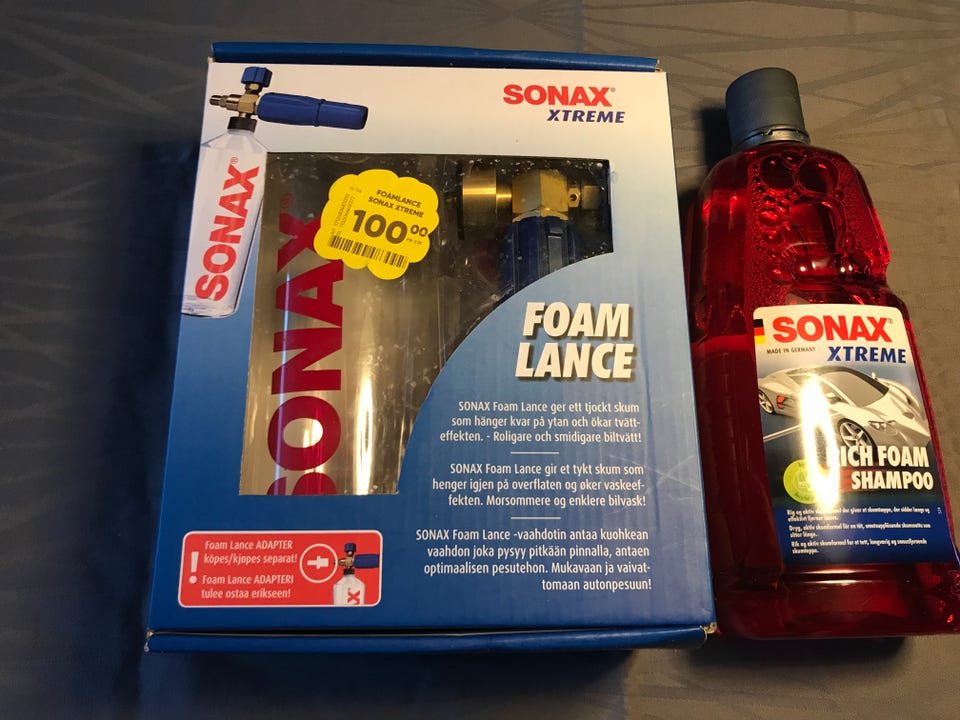 SONAX®
XTREME
SONAX®
SONAX
FOAMLANCE
SONAX XTREME
100⁰⁰
FOAM
LANCE
SONAX Foam Lance ger ett tjockt skum
som hänger kvar på ytan och ökar tvätt-
effekten. - Roligare och smidigare biltvätt!
SONAX Foam Lance gir et tykt skum som
henger igjen på overflaten og øker vaskeef-
fekten. Morsommere og enklere bilvask!
SONAX Foam Lance -vaahdotin antaa kuohkean
vaahdon joka pysyy pitkään pinnalla, antaen
optimaalisen pesutehon. Mukavaan ja vaivat-
tomaan autonpesuun!
! Foam Lance ADAPTER
köpes/kjøpes separat!
Foam Lance ADAPTERI
tulee ostaa erikseen!
SONAX®
MADE IN GERMANY
XTREME
RICH FOAM
SHAMPOO